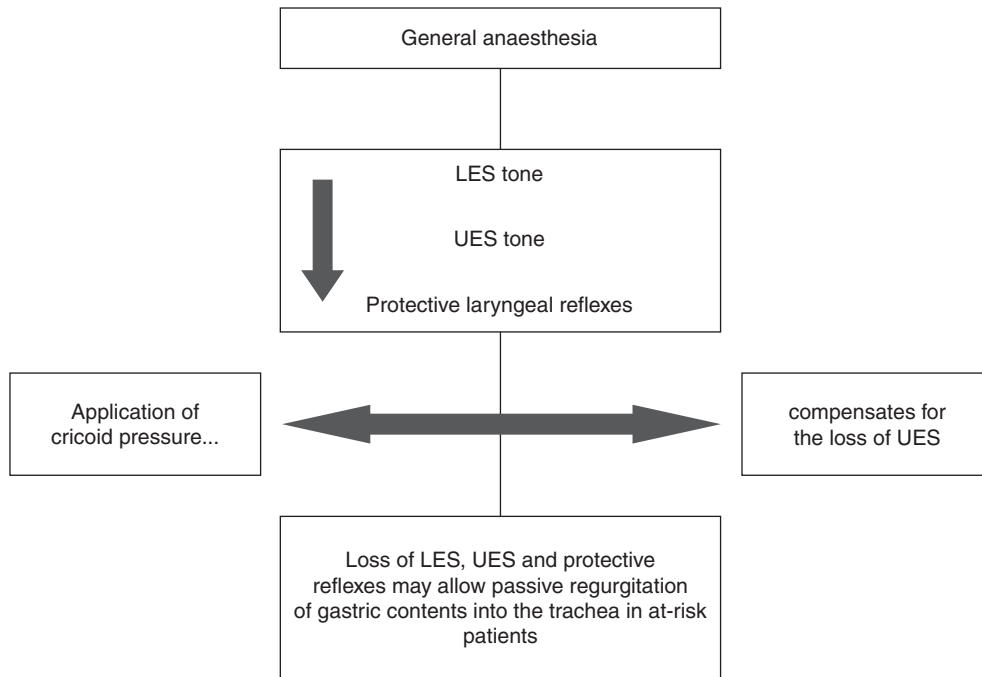 General anaesthesia
LES tone
UES tone
Protective laryngeal reflexes
Application of
cricoid pressure...
compensates for
the loss of UES
Loss of LES, UES and protective
reflexes may allow passive regurgitation
of gastric contents into the trachea in at-risk
patients